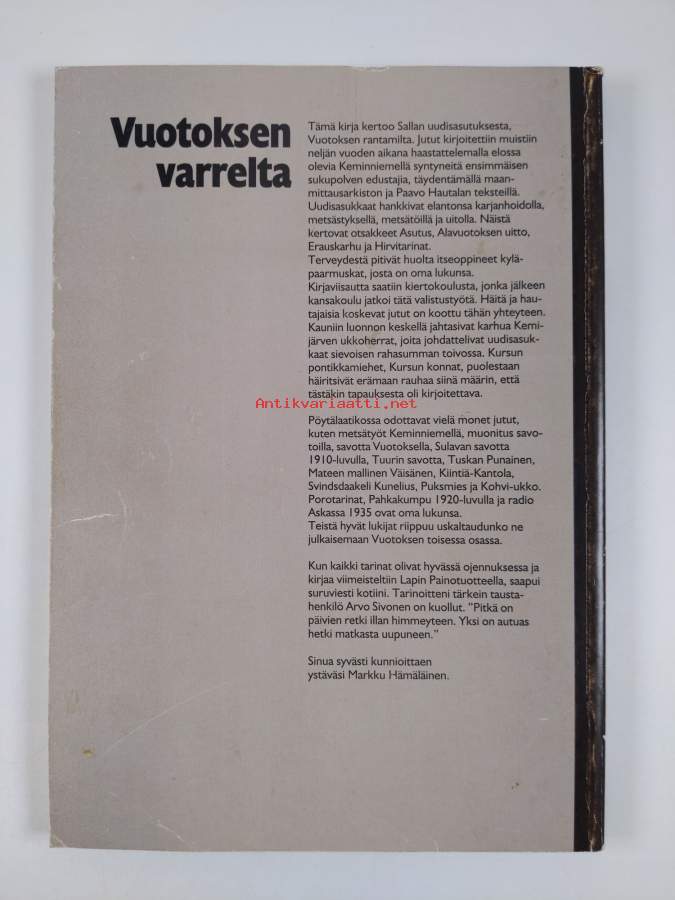 Vuotoksen
varrelta
Tämä kirja kertoo Sallan uudisasutuksesta,
Vuotoksen rantamilta. Jutut kirjoitettiin muistiin
neljän vuoden aikana haastattelemalla elossa
olevia Keminniemellä syntyneitä ensimmäisen
sukupolven edustajia, täydentämällä maan-
mittausarkiston ja Paavo Hautalan teksteillä.
Uudisasukkaat hankkivat elantonsa karjanhoidolla,
metsästyksellä, metsätöillä ja uitolla. Näistä
kertovat otsakkeet Asutus, Alavuotoksen uitto,
Erauskarhu ja Hirvitarinat.
Terveydestä pitivät huolta itseoppineet kylä-
paarmuskat, josta on oma lukunsa.
Kirjaviisautta saatiin kiertokoulusta, jonka jälkeen
kansakoulu jatkoi tätä valistustyötä. Häitä ja hau-
tajaisia koskevat jutut on koottu tähän yhteyteen.
Kauniin luonnon keskellä jahtasivat karhua Kemi-
järven ukkoherrat, joita johdattelivat uudisasuk-
kaat sievoisen rahasumman toivossa. Kursun
pontikkamiehet, Kursun konnat, puolestaan
häiritsivät erämaan rauhaa siinä määrin, että
tästäkin tapauksesta oli kirjoitettava.
Antikvariaatti.net
Pöytälaatikossa odottavat vielä monet jutut,
kuten metsätyöt Keminniemellä, muonitus savo-
toilla, savotta Vuotoksella, Sulavan savotta
1910-luvulla, Tuurin savotta, Tuskan Punainen,
Mateen mallinen Väisänen, Kiintiä-Kantola,
Svindsdaakeli Kunelius, Puksmies ja Kohvi-ukko.
Porotarinat, Pahkakumpu 1920-luvulla ja radio
Askassa 1935 ovat oma lukunsa.
Teistä hyvät lukijat riippuu uskaltaudunko ne
julkaisemaan Vuotoksen toisessa osassa.
Kun kaikki tarinat olivat hyvässä ojennuksessa ja
kirjaa viimeisteltiin Lapin Painotuotteella, saapui
suruviesti kotiini. Tarinoitteni tärkein tausta-
henkilö Arvo Sivonen on kuollut. ”Pitkä on
päivien retki illan himmeyteen. Yksi on autuas
hetki matkasta uupuneen.”
Sinua syvästi kunnioittaen
ystäväsi Markku Hämäläinen.